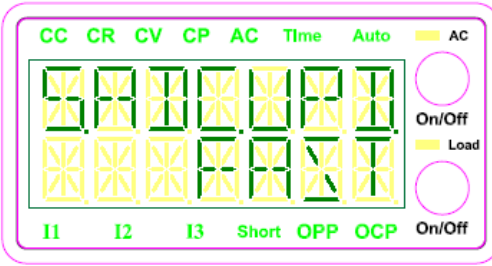 CC CR CV CP AC TIme Auto
AC
On/Off
Load
On/Off
I1 I2 I3 Short OPP OCP